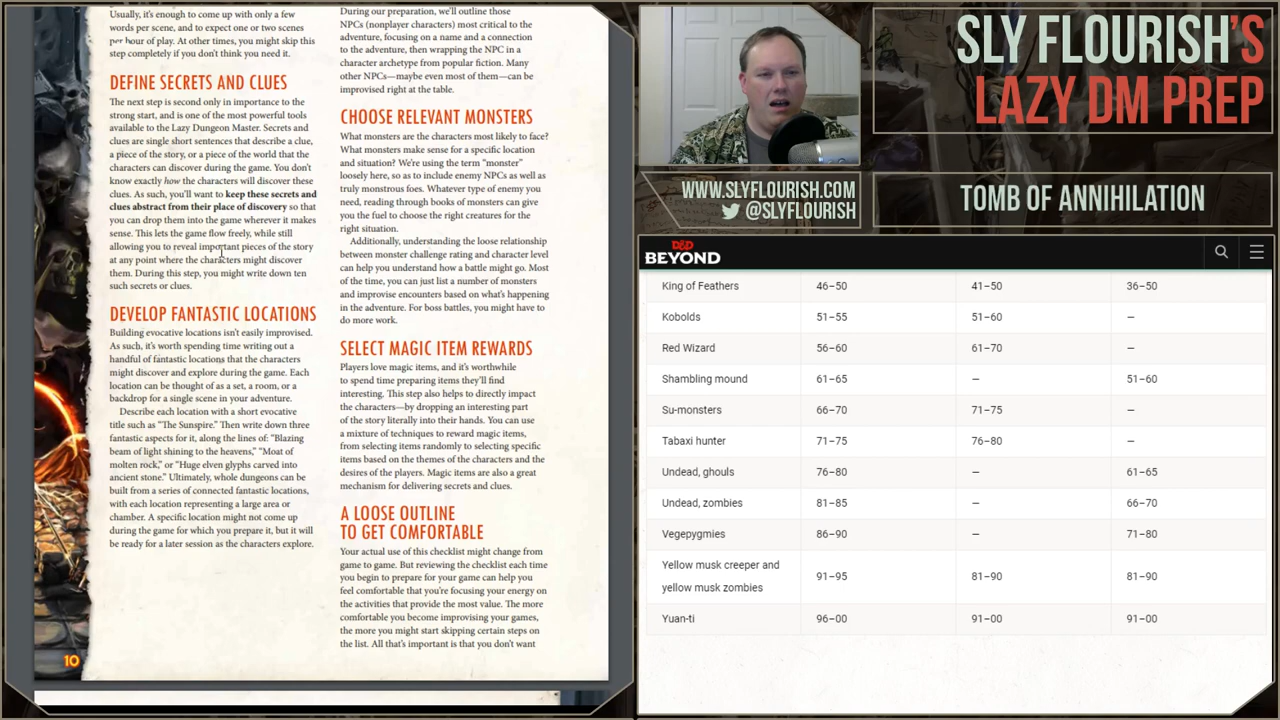 Usually, it's enough to come up with only a few
words per scene, and to expect one or two scenes
per hour of play. At other times, you might skip this
step completely if you don't think you need it.
DEFINE SECRETS AND CLUES
The next step is second only in importance to the
strong start, and is one of the most powerful tools
available to the Lazy Dungeon Master. Secrets and
clues are single short sentences that describe a clue,
a piece of the story, or a piece of the world that the
characters can discover during the game. You don't
know exactly how the characters will discover these
clues. As such, you'll want to keep these secrets and
clues abstract from their place of discovery so that
you can drop them into the game wherever it makes
sense. This lets the game flow freely, while still
allowing you to reveal important pieces of the story
at any point where the characters might discover
them. During this step, you might write down ten
such secrets or clues.
DEVELOP FANTASTIC LOCATIONS
Building evocative locations isn't easily improvised.
As such, it's worth spending time writing out a
handful of fantastic locations that the characters
might discover and explore during the game. Each
location can be thought of as a set, a room, or a
backdrop for a single scene in your adventure.
Describe each location with a short evocative
title such as "The Sunspire." Then write down three
fantastic aspects for it, along the lines of: "Blazing
beam of light shining to the heavens," "Moat of
molten rock," or "Huge elven glyphs carved into
ancient stone." Ultimately, whole dungeons can be
built from a series of connected fantastic locations,
with each location representing a large area or
chamber. A specific location might not come up
during the game for which you prepare it, but it will
be ready for a later session as the characters explore.
10
During our preparation, we'll outline those
NPCs (nonplayer characters) most critical to the
adventure, focusing on a name and a connection
to the adventure, then wrapping the NPC in a
character archetype from popular fiction. Many
other NPCs—maybe even most of them—can be
improvised right at the table.
CHOOSE RELEVANT MONSTERS
What monsters are the characters most likely to face?
What monsters make sense for a specific location
and situation? We're using the term "monster"
loosely here, so as to include enemy NPCs as well as
truly monstrous foes. Whatever type of enemy you
need, reading through books of monsters can give
you the fuel to choose the right creatures for the
right situation.
Additionally, understanding the loose relationship
between monster challenge rating and character level
can help you understand how a battle might go. Most
of the time, you can just list a number of monsters
and improvise encounters based on what's happening
in the adventure. For boss battles, you might have to
do more work.
SELECT MAGIC ITEM REWARDS
Players love magic items, and it's worthwhile
to spend time preparing items they'll find
interesting. This step also helps to directly impact
the characters—by dropping an interesting part
of the story literally into their hands. You can use
a mixture of techniques to reward magic items,
from selecting items randomly to selecting specific
items based on the themes of the characters and the
desires of the players. Magic items are also a great
mechanism for delivering secrets and clues.
A LOOSE OUTLINE
TO GET COMFORTABLE
Your actual use of this checklist might change from
game to game. But reviewing the checklist each time
you begin to prepare for your game can help you
feel comfortable that you're focusing your energy on
the activities that provide the most value. The more
comfortable you become improvising your games,
the more you might start skipping certain steps on
the list. All that's important is that you don't want
SLY FLOURISH'S
LAZY DM PREP
WWW.SLYFLOURISH.COM
@SLYFLOURISH
TOMB OF ANNIHILATION
D&D
BEYOND
King of Feathers 46–50 41–50 36–50
Kobolds 51–55 51–60 —
Red Wizard 56–60 61–70 —
Shambling mound 61–65 — 51–60
Su-monsters 66–70 71–75 —
Tabaxi hunter 71–75 76–80 —
Undead, ghouls 76–80 — 61–65
Undead, zombies 81–85 — 66–70
Vegepygmies 86–90 — 71–80
Yellow musk creeper and
yellow musk zombies 91–95 81–90 81–90
Yuan-ti 96–00 91–00 91–00